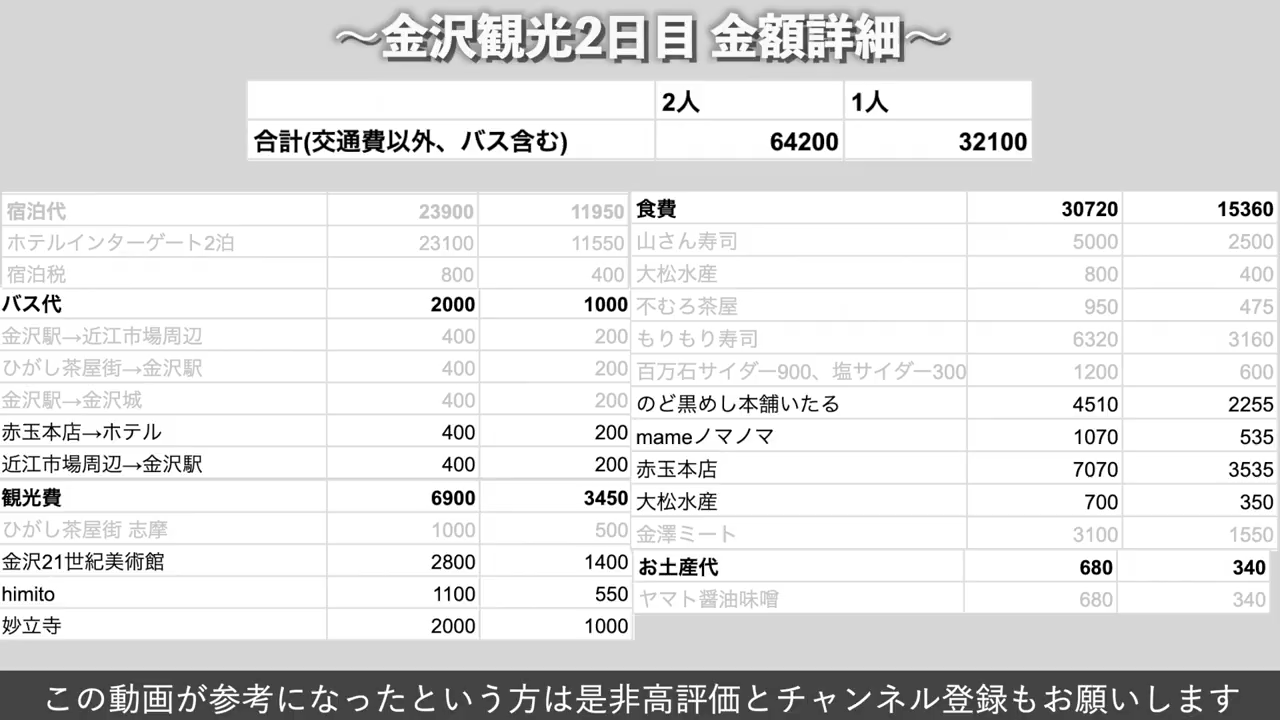 〜金沢観光2日目 金額詳細〜
2人 1人
合計(交通費以外、バス含む) 64200 32100
宿泊代 23900 11950
ホテルインターゲート2泊 23100 11550
宿泊税 800 400
バス代 2000 1000
金沢駅→近江市場周辺 400 200
ひがし茶屋街→金沢駅 400 200
金沢駅→金沢城 400 200
赤玉本店→ホテル 400 200
近江市場周辺→金沢駅 400 200
観光費 6900 3450
ひがし茶屋街 志摩 1000 500
金沢21世紀美術館 2800 1400
himito 1100 550
妙立寺 2000 1000
食費 30720 15360
山さん寿司 5000 2500
大松水産 800 400
不むろ茶屋 950 475
もりもり寿司 6320 3160
百万石サイダー900、塩サイダー300 1200 600
のど黒めし本舗いたる 4510 2255
mameノマノマ 1070 535
赤玉本店 7070 3535
大松水産 700 350
金澤ミート 3100 1550
お土産代 680 340
ヤマト醤油味噌 680 340
この動画が参考になったという方は是非高評価とチャンネル登録もお願いします